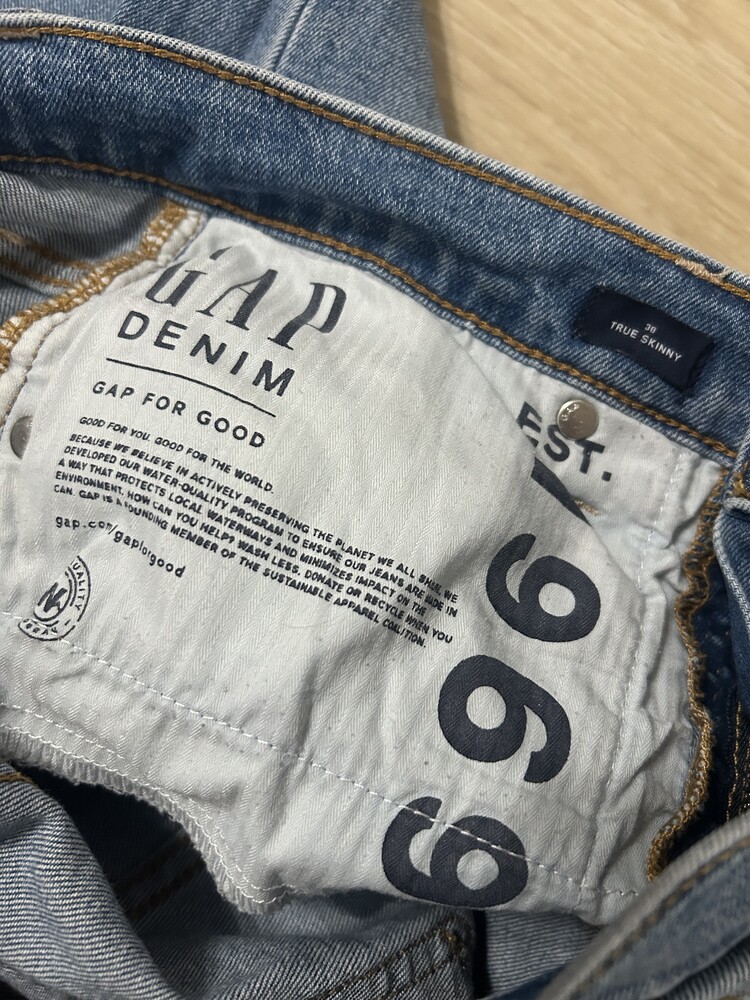 GAP
DENIM
GAP FOR GOOD
GOOD FOR YOU. GOOD FOR THE WORLD.
BECAUSE WE BELIEVE IN ACTIVELY PRESERVING THE PLANET WE ALL SHARE, WE
DEVELOPED OUR WATER-QUALITY PROGRAM TO ENSURE OUR JEANS ARE MADE IN
A WAY THAT PROTECTS LOCAL WATERWAYS AND MINIMIZES IMPACT ON THE
ENVIRONMENT. HOW CAN YOU HELP? WASH LESS, DONATE OR RECYCLE WHEN YOU
CAN. GAP IS A FOUNDING MEMBER OF THE SUSTAINABLE APPAREL COALITION.
gap.com/gapforgood
EST.
1969
TRUE SKINNY